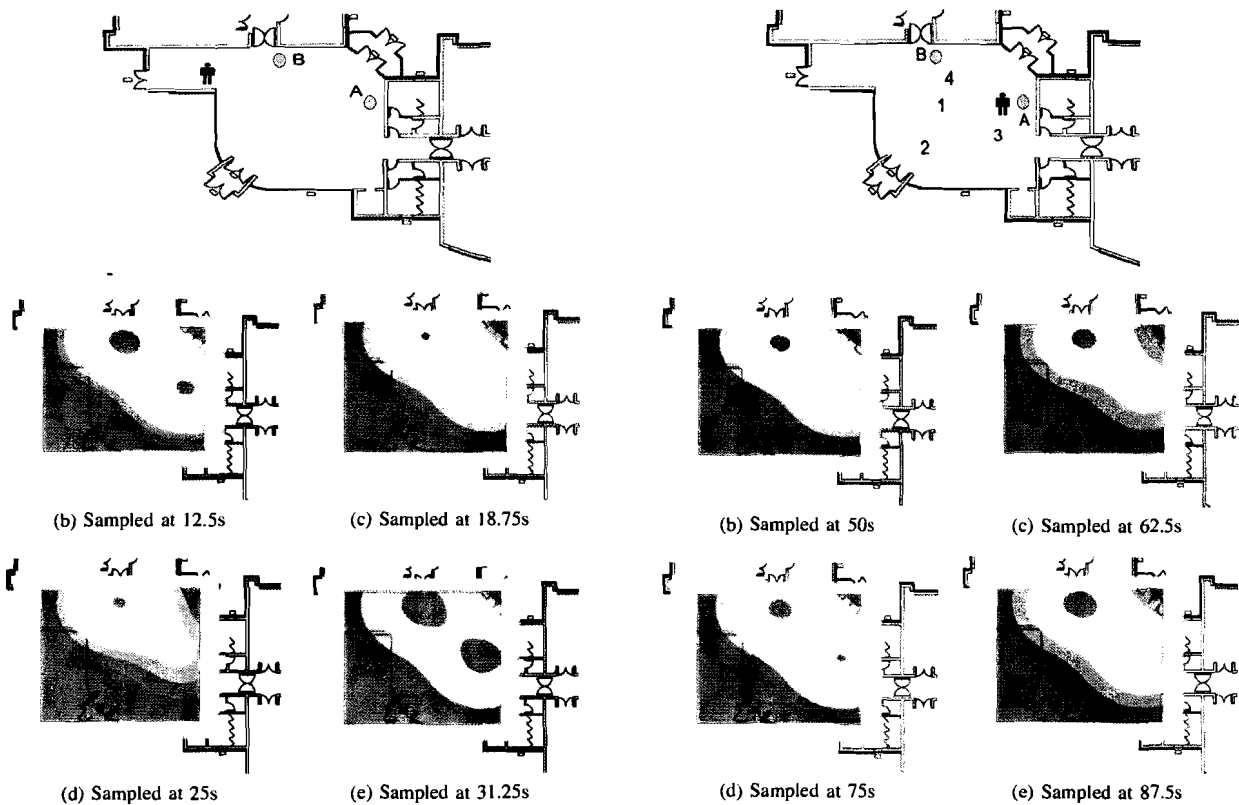 B
A
B
4
1
A
3
2
(b) Sampled at 12.5s
(c) Sampled at 18.75s
(b) Sampled at 50s
(c) Sampled at 62.5s
(d) Sampled at 25s
(e) Sampled at 31.25s
(d) Sampled at 75s
(e) Sampled at 87.5s